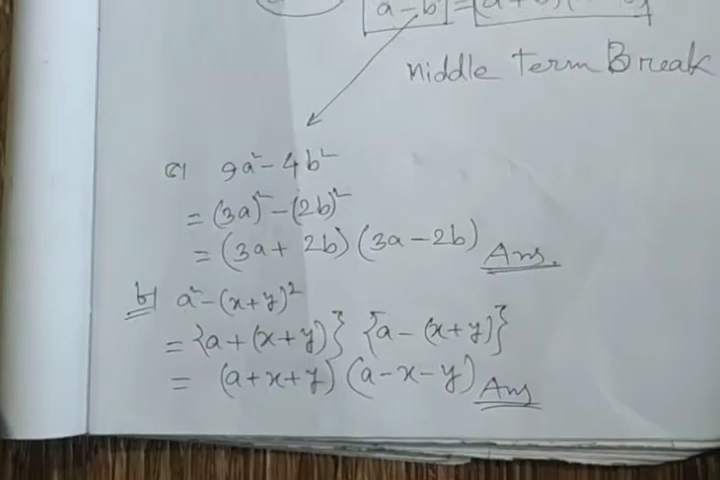 a - b = (a + b) (
Middle Term Break
a) 9a² - 4b²
= (3a)² - (2b)²
= (3a + 2b) (3a - 2b) Ans.
b) a² - (x + y)²
= {a + (x + y)} {a - (x + y)}
= (a + x + y) (a - x - y) Ans